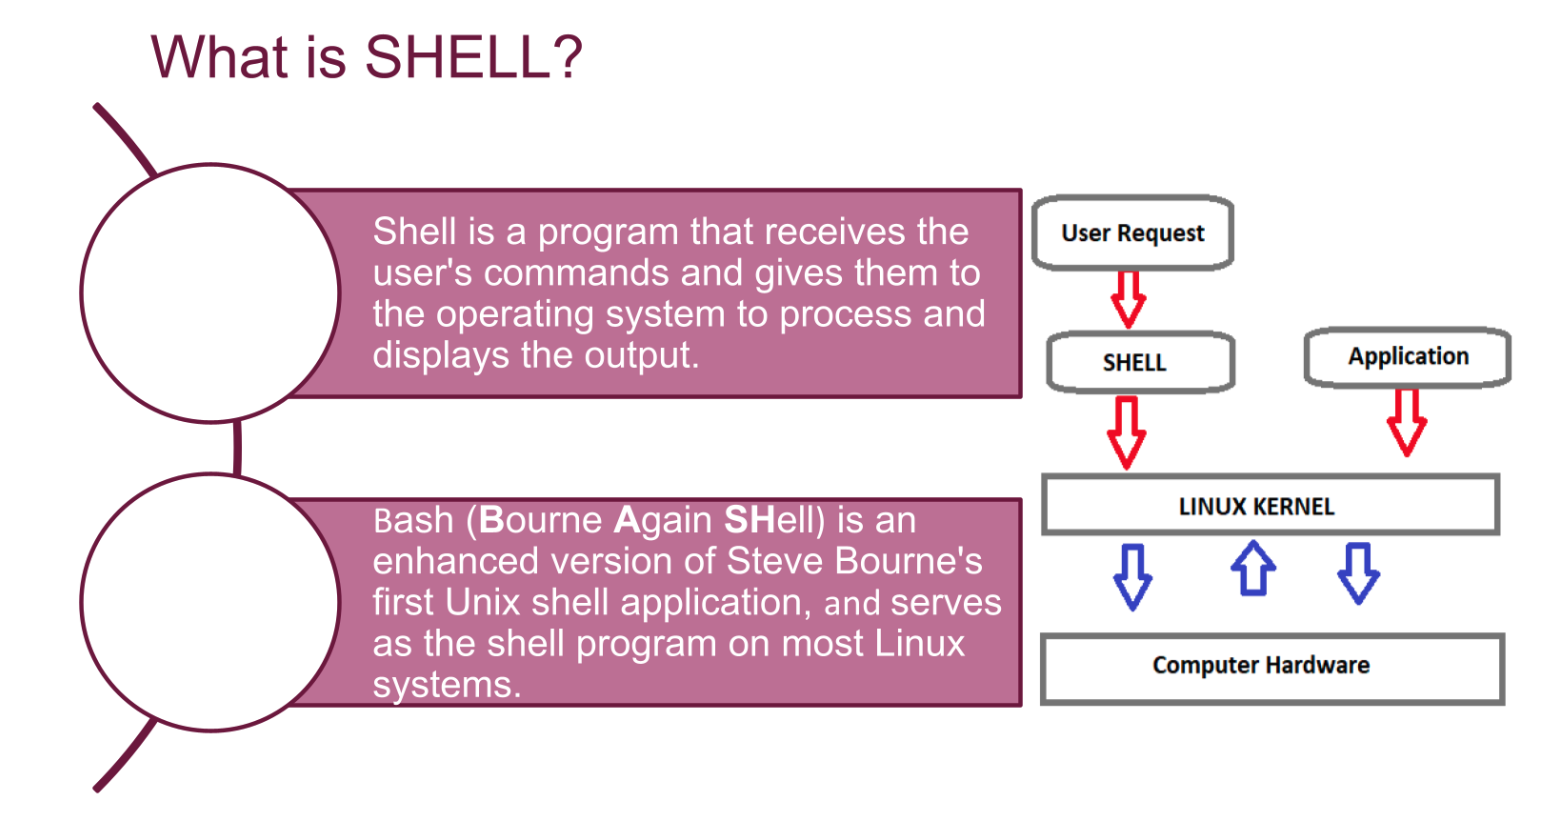 What is SHELL?
Shell is a program that receives the
user's commands and gives them to
the operating system to process and
displays the output.
Bash (Bourne Again SHell) is an
enhanced version of Steve Bourne's
first Unix shell application, and serves
as the shell program on most Linux
systems.
User Request
SHELL
Application
LINUX KERNEL
Computer Hardware